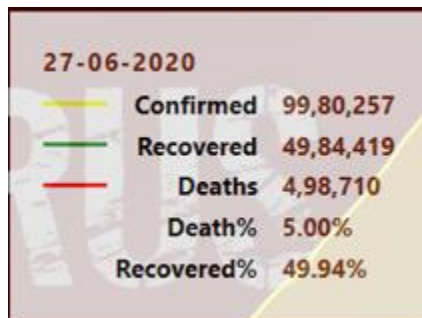 27-06-2020
Confirmed 99,80,257
Recovered 49,84,419
Deaths 4,98,710
Death% 5.00%
Recovered% 49.94%
RUS